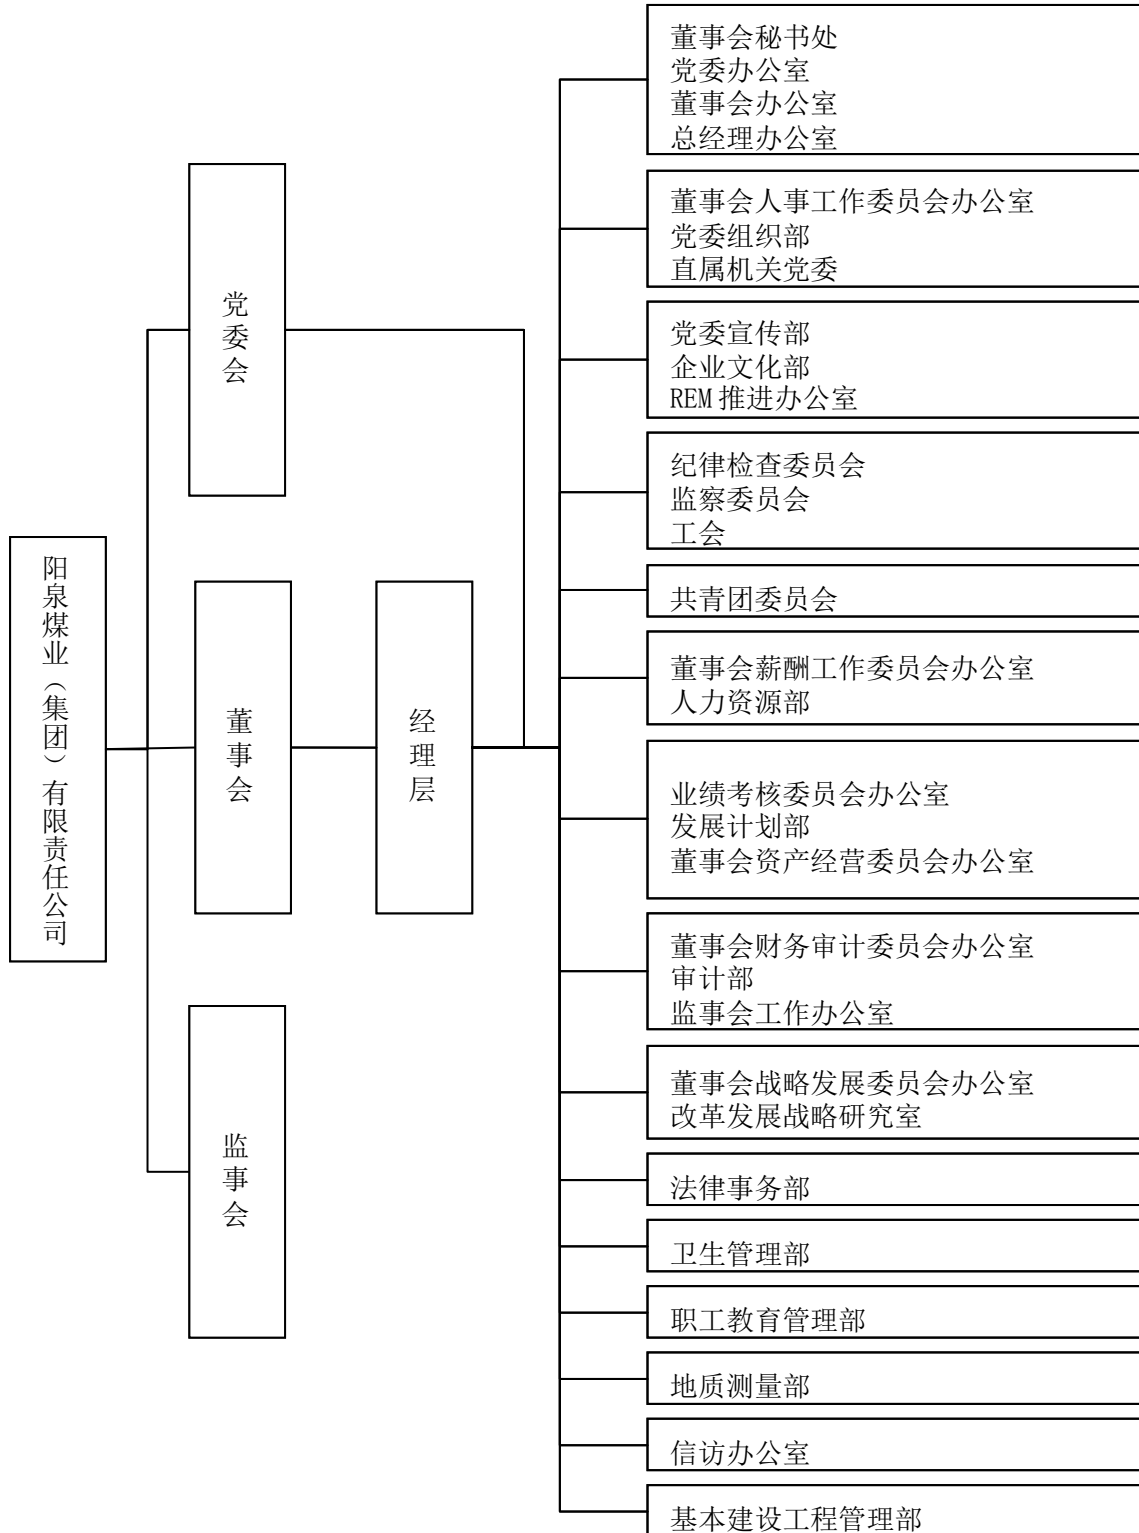 阳泉煤业（集团）有限责任公司
党委会
董事会
监事会
经理层
董事会秘书处
党委办公室
董事会办公室
总经理办公室
董事会人事工作委员会办公室
党委组织部
直属机关党委
党委宣传部
企业文化部
REM推进办公室
纪律检查委员会
监察委员会
工会
共青团委员会
董事会薪酬工作委员会办公室
人力资源部
业绩考核委员会办公室
发展计划部
董事会资产经营委员会办公室
董事会财务审计委员会办公室
审计部
监事会工作办公室
董事会战略发展委员会办公室
改革发展战略研究室
法律事务部
卫生管理部
职工教育管理部
地质测量部
信访办公室
基本建设工程管理部